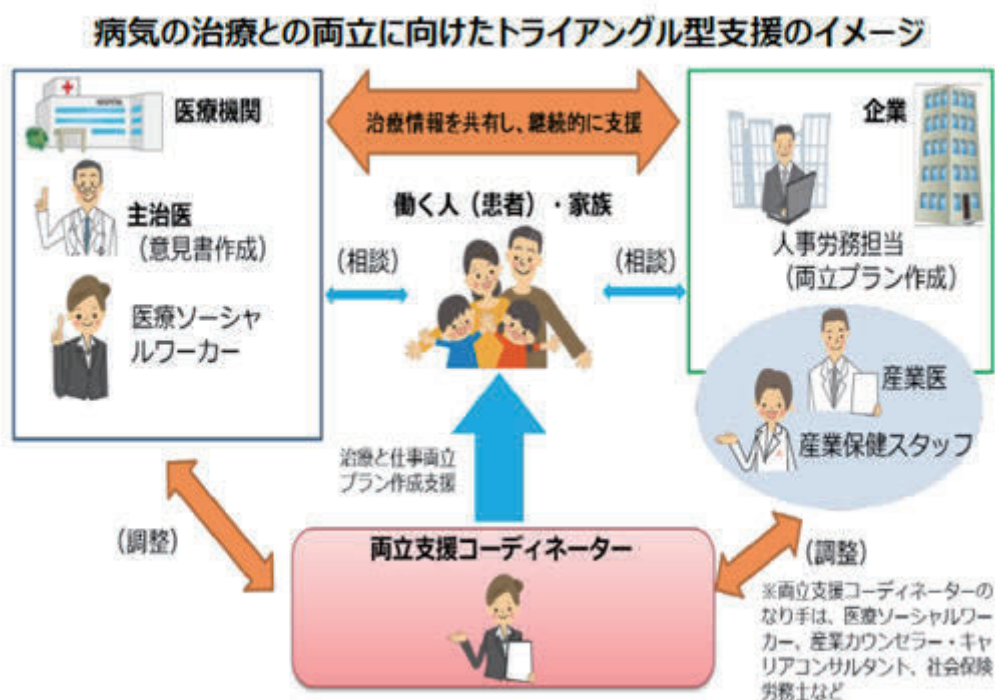 病気の治療との両立に向けたトライアングル型支援のイメージ
医療機関
主治医
（意見書作成）
医療ソーシャ
ルワーカー
治療情報を共有し、継続的に支援
働く人（患者）・家族
（相談）
（相談）
企業
人事労務担当
（両立プラン作成）
産業医
産業保健スタッフ
治療と仕事両立
プラン作成支援
（調整）
両立支援コーディネーター
（調整）
※両立支援コーディネーターの
なり手は、医療ソーシャルワー
カー、産業カウンセラー・キャ
リアコンサルタント、社会保険
労務士など